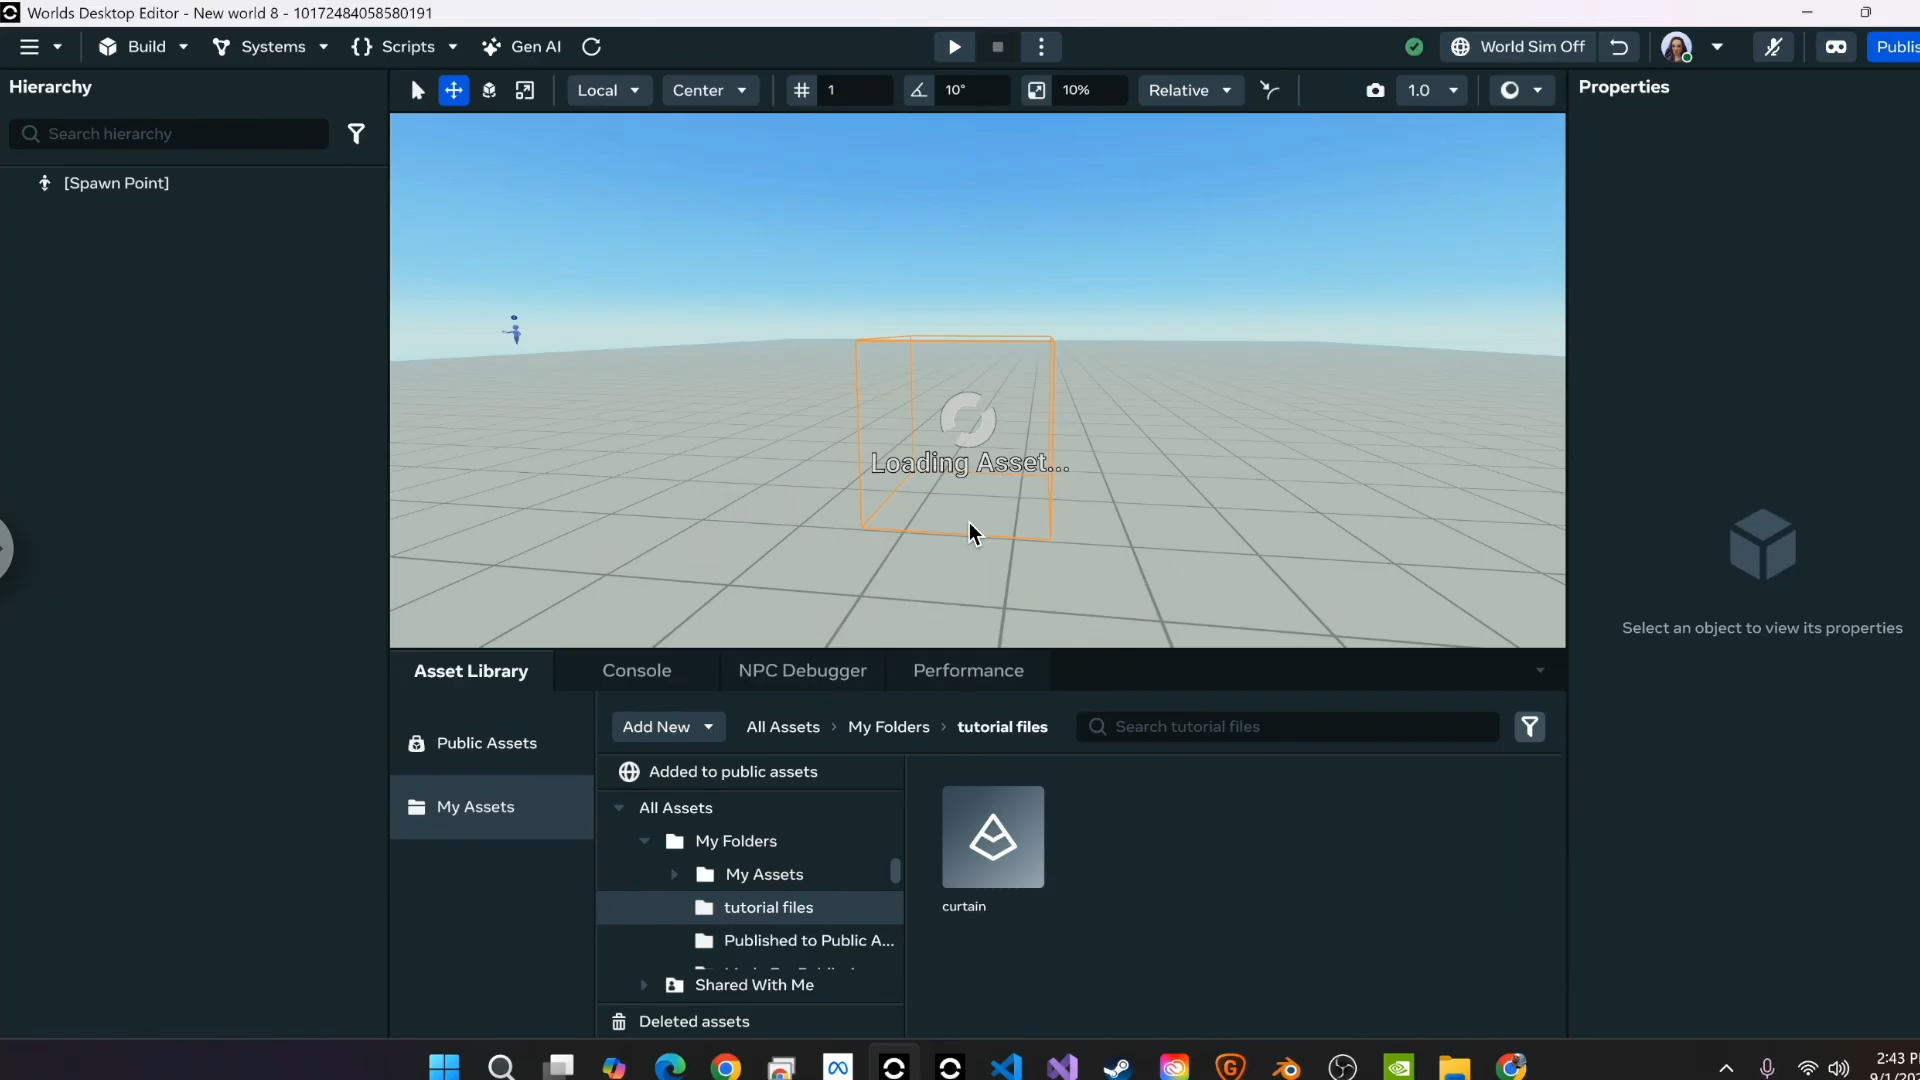 Worlds Desktop Editor - New world 8 - 10172484058580191
Build Systems Scripts Gen AI World Sim Off
Hierarchy
Local Center 1 10° 10% Relative 1.0
Properties
Search hierarchy
[Spawn Point]
Loading Asset...
Select an object to view its properties
Asset Library Console NPC Debugger Performance
Add New All Assets > My Folders > tutorial files Search tutorial files
Public Assets
My Assets
Added to public assets
All Assets
My Folders
My Assets
tutorial files
Published to Public A...
Shared With Me
Deleted assets
curtain
2:43